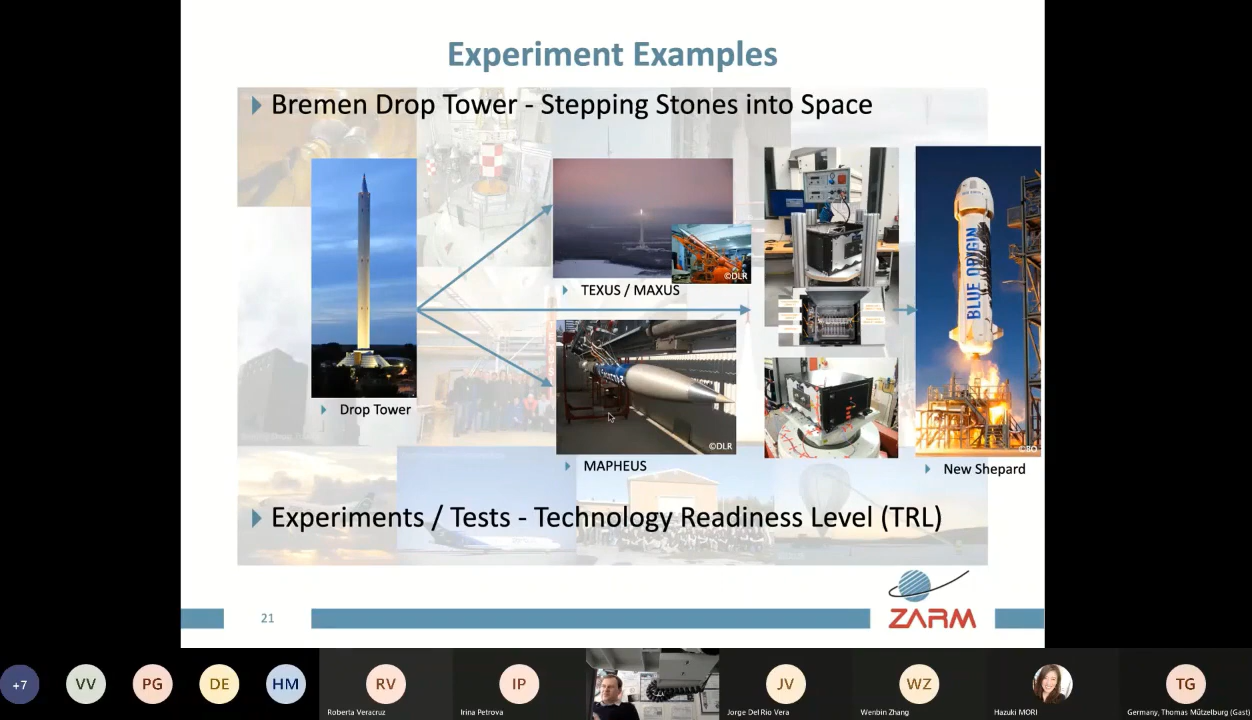 Experiment Examples
Bremen Drop Tower - Stepping Stones into Space
©DLR
TEXUS / MAXUS
BLUE ORIGIN
Drop Tower
©DLR
MAPHEUS
New Shepard
Experiments / Tests - Technology Readiness Level (TRL)
21
ZARM
+7
VV
PG
DE
HM
RV
IP
JV
WZ
TG
Roberta Veracruz
Irina Petrova
Jorge Del Rio Vera
Wenbin Zhang
Hazuki MORI
Germany, Thomas Mützelburg (Gast)